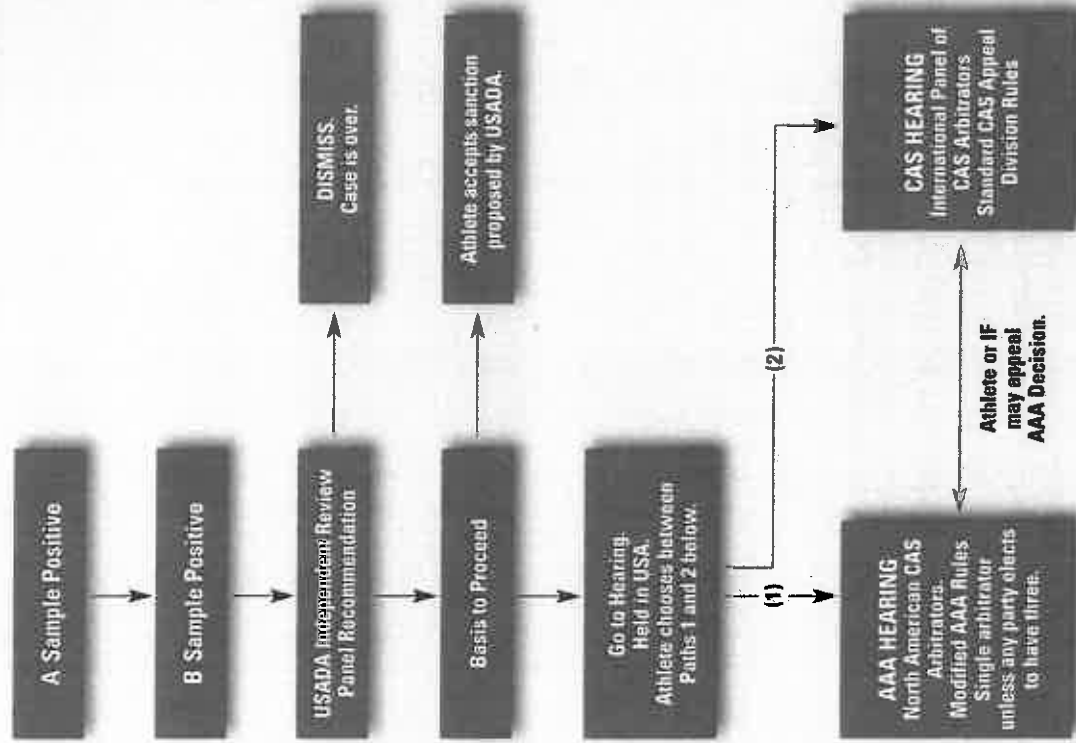 A Sample Positive
B Sample Positive
USADA Independent Review
Panel Recommendation
DISMISS.
Case is over.
Basis to Proceed
Athlete accepts sanction
proposed by USADA.
Go to Hearing.
Held in USA.
Athlete chooses between
Paths 1 and 2 below.
(1)
(2)
AAA HEARING
North American CAS
Arbitrators.
Modified AAA Rules
Single arbitrator
unless any party elects
to have three.
Athlete or IF
may appeal
AAA Decision.
CAS HEARING
International Panel of
CAS Arbitrators
Standard CAS Appeal
Division Rules